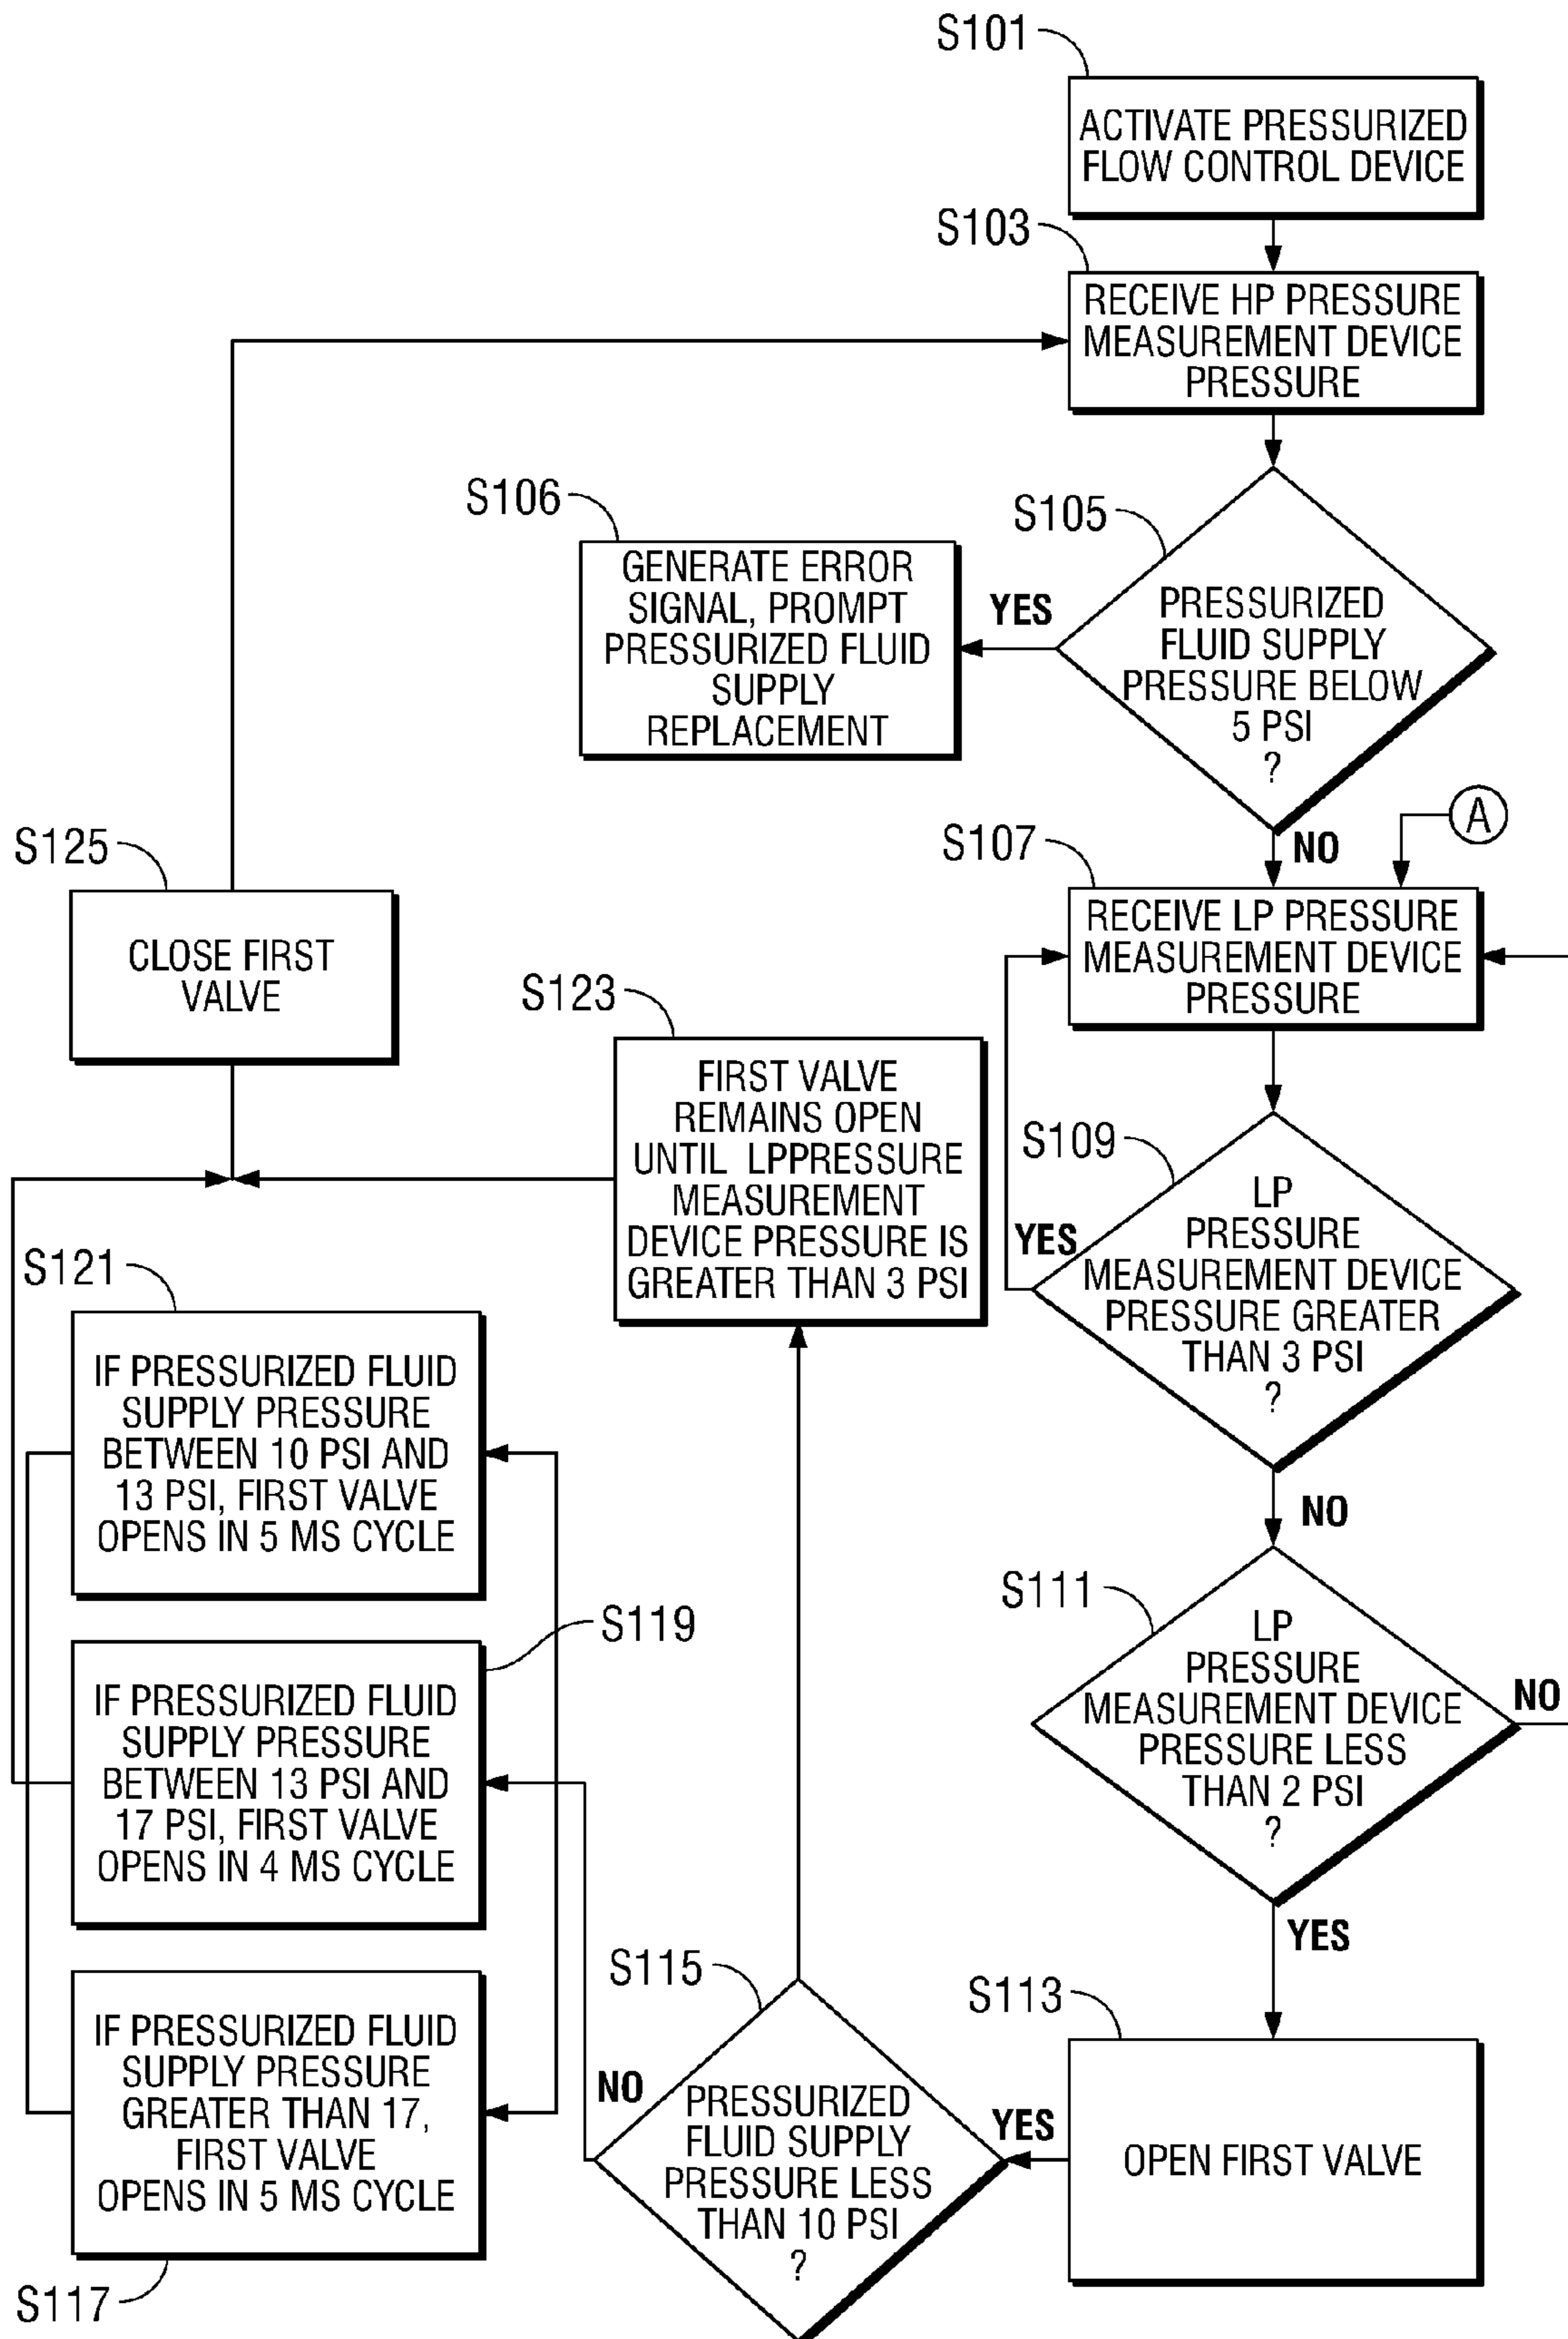 S101
ACTIVATE PRESSURIZED
FLOW CONTROL DEVICE
S103
RECEIVE HP PRESSURE
MEASUREMENT DEVICE
PRESSURE
S105
PRESSURIZED
FLUID SUPPLY
PRESSURE BELOW
5 PSI
?
YES
S106
GENERATE ERROR
SIGNAL, PROMPT
PRESSURIZED FLUID
SUPPLY
REPLACEMENT
NO
A
S107
RECEIVE LP PRESSURE
MEASUREMENT DEVICE
PRESSURE
S109
LP
PRESSURE
MEASUREMENT DEVICE
PRESSURE GREATER
THAN 3 PSI
?
YES
NO
S111
LP
PRESSURE
MEASUREMENT DEVICE
PRESSURE LESS
THAN 2 PSI
?
NO
YES
S113
OPEN FIRST VALVE
YES
S115
PRESSURIZED
FLUID SUPPLY
PRESSURE LESS
THAN 10 PSI
?
NO
S117
IF PRESSURIZED FLUID
SUPPLY PRESSURE
GREATER THAN 17,
FIRST VALVE
OPENS IN 5 MS CYCLE
S119
IF PRESSURIZED FLUID
SUPPLY PRESSURE
BETWEEN 13 PSI AND
17 PSI, FIRST VALVE
OPENS IN 4 MS CYCLE
S121
IF PRESSURIZED FLUID
SUPPLY PRESSURE
BETWEEN 10 PSI AND
13 PSI, FIRST VALVE
OPENS IN 5 MS CYCLE
S123
FIRST VALVE
REMAINS OPEN
UNTIL LPPRESSURE
MEASUREMENT
DEVICE PRESSURE IS
GREATER THAN 3 PSI
S125
CLOSE FIRST
VALVE